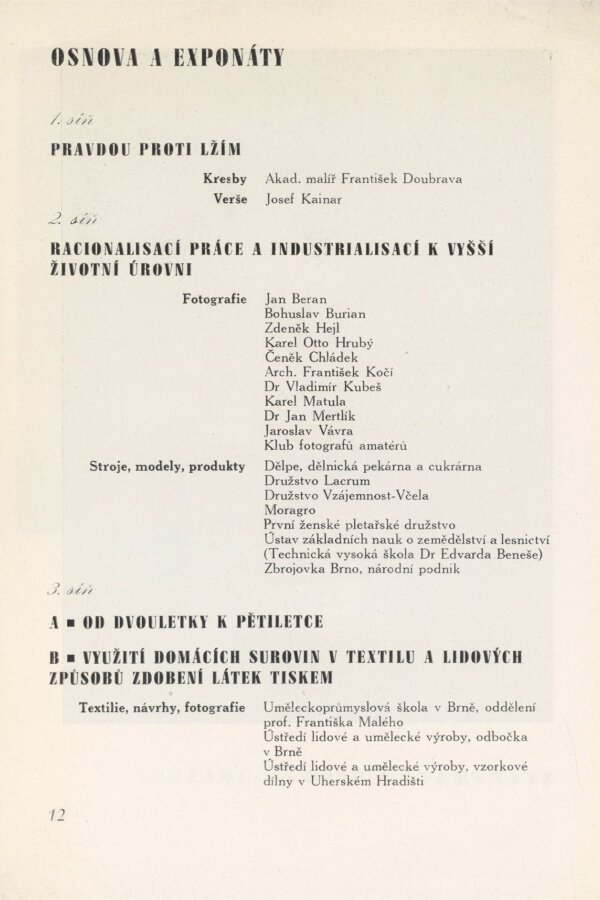 OSNOVA A EXPONÁTY
1. síň
PRAVDOU PROTI LŽÍM
Kresby Akad. malíř František Doubrava
Verše Josef Kainar
2. síň
RACIONALISACÍ PRÁCE A INDUSTRIALISACÍ K VYŠŠÍ
ŽIVOTNÍ ÚROVNI
Fotografie Jan Beran
Bohuslav Burian
Zdeněk Hejl
Karel Otto Hrubý
Čeněk Chládek
Arch. František Kočí
Dr Vladimír Kubeš
Karel Matula
Dr Jan Mertlík
Jaroslav Vávra
Klub fotografů amatérů
Stroje, modely, produkty Dělpe, dělnická pekárna a cukrárna
Družstvo Lacrum
Družstvo Vzájemnost-Včela
Moragro
První ženské pletařské družstvo
Ústav základních nauk o zemědělství a lesnictví
(Technická vysoká škola Dr Edvarda Beneše)
Zbrojovka Brno, národní podnik
3. síň
A ■ OD DVOULETKY K PĚTILETCE
B ■ VYUŽITÍ DOMÁCÍCH SUROVIN V TEXTILU A LIDOVÝCH
ZPŮSOBŮ ZDOBENÍ LÁTEK TISKEM
Textilie, návrhy, fotografie Uměleckoprůmyslová škola v Brně, oddělení
prof. Františka Malého
Ústředí lidové a umělecké výroby, odbočka
v Brně
Ústředí lidové a umělecké výroby, vzorkové
dílny v Uherském Hradišti
12